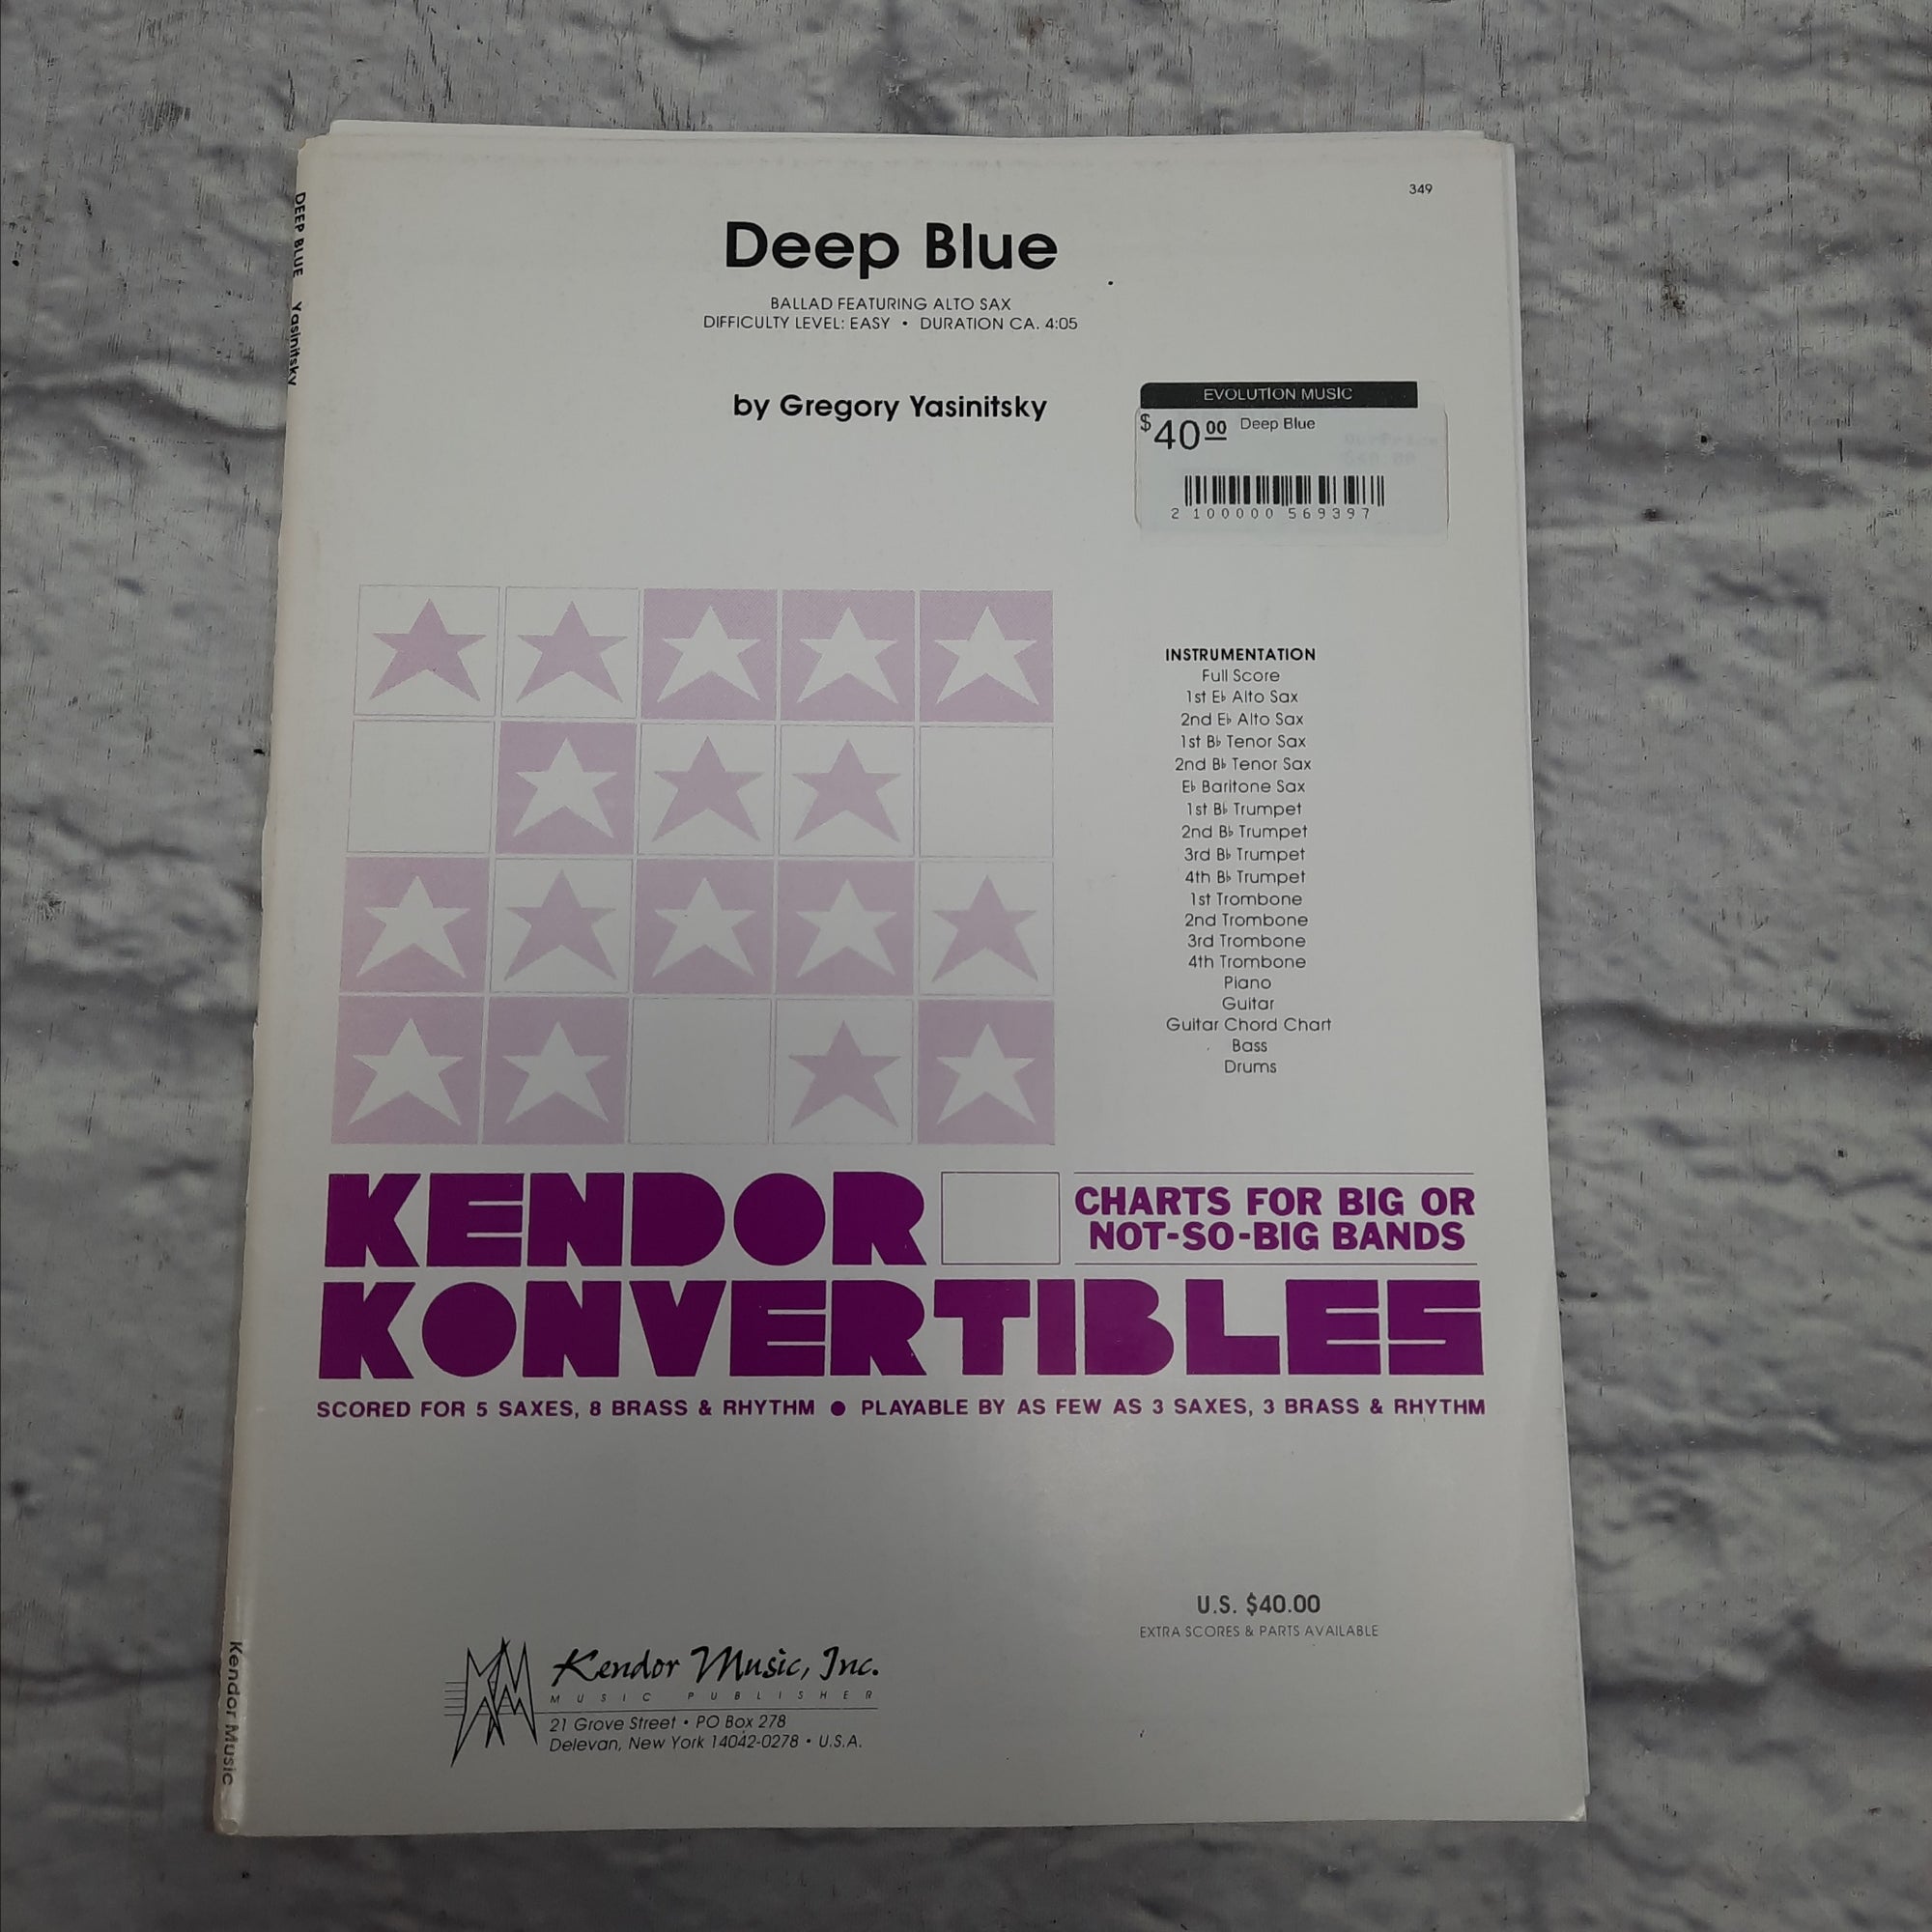 349
Deep Blue
BALLAD FEATURING ALTO SAX
DIFFICULTY LEVEL: EASY • DURATION CA. 4:05
by Gregory Yasinitsky
EVOLUTION MUSIC
$40.00 Deep Blue
2 100000 569397
INSTRUMENTATION
Full Score
1st E♭ Alto Sax
2nd E♭ Alto Sax
1st B♭ Tenor Sax
2nd B♭ Tenor Sax
E♭ Baritone Sax
1st B♭ Trumpet
2nd B♭ Trumpet
3rd B♭ Trumpet
4th B♭ Trumpet
1st Trombone
2nd Trombone
3rd Trombone
4th Trombone
Piano
Guitar
Guitar Chord Chart
Bass
Drums
KENDOR
CHARTS FOR BIG OR
NOT-SO-BIG BANDS
KONVERTIBLES
SCORED FOR 5 SAXES, 8 BRASS & RHYTHM ● PLAYABLE BY AS FEW AS 3 SAXES, 3 BRASS & RHYTHM
U.S. $40.00
EXTRA SCORES & PARTS AVAILABLE
Kendor Music, Inc.
MUSIC PUBLISHER
21 Grove Street • PO Box 278
Delevan, New York 14042-0278 • U.S.A.
DEEP BLUE Yasinitsky
Kendor Music